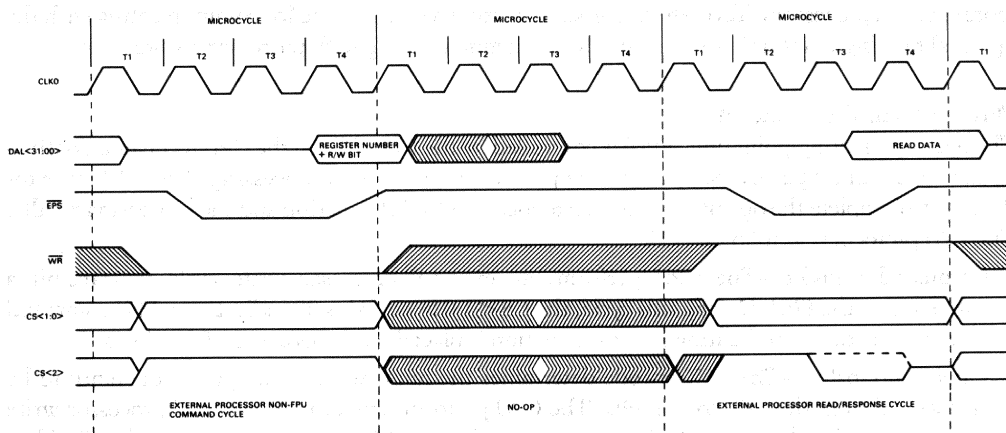 MICROCYCLE MICROCYCLE MICROCYCLE
T1 T2 T3 T4 T1 T2 T3 T4 T1 T2 T3 T4 T1
CLKO
DAL<31:00> REGISTER NUMBER READ DATA
+ R/W BIT
EPS
WR
CS<1:0>
CS<2>
EXTERNAL PROCESSOR NON-FPU NO-OP EXTERNAL PROCESSOR READ/RESPONSE CYCLE
COMMAND CYCLE